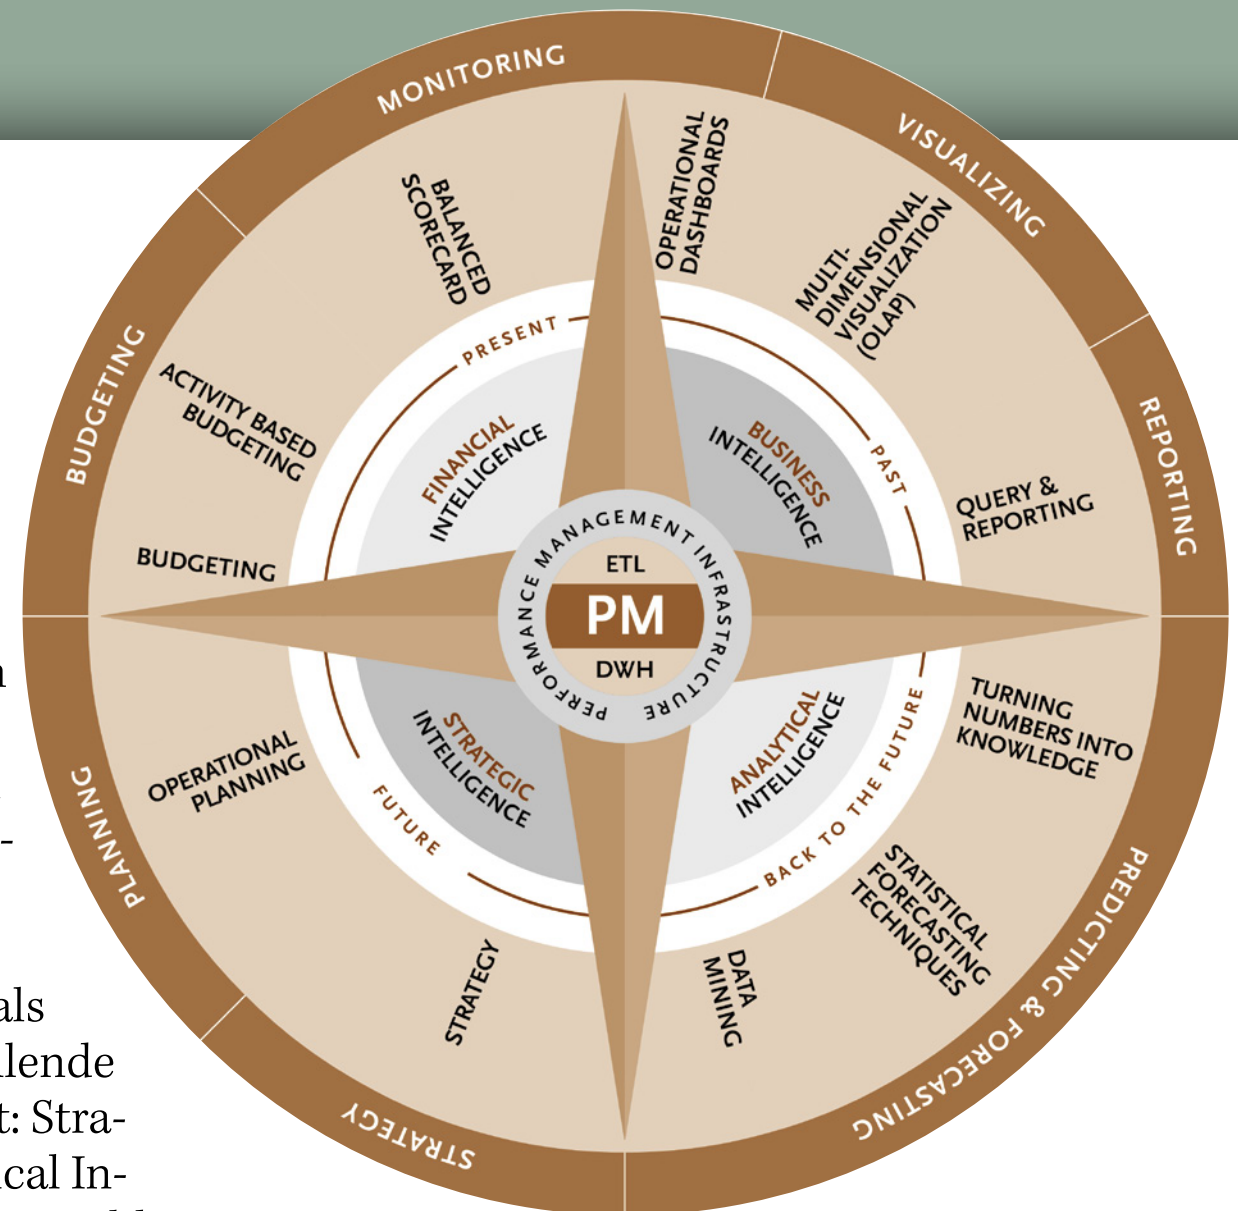 MONITORING
VISUALIZING
REPORTING
PREDICTING & FORECASTING
STRATEGY
PLANNING
BUDGETING
OPERATIONAL
DASHBOARDS
MULTI-
DIMENSIONAL
VISUALIZATION
(OLAP)
QUERY &
REPORTING
TURNING
NUMBERS INTO
KNOWLEDGE
STATISTICAL
FORECASTING
TECHNIQUES
DATA
MINING
STRATEGY
OPERATIONAL
PLANNING
BUDGETING
ACTIVITY BASED
BUDGETING
BALANCED
SCORECARD
PRESENT
PAST
BACK TO THE FUTURE
FUTURE
FINANCIAL
INTELLIGENCE
BUSINESS
INTELLIGENCE
ANALYTICAL
INTELLIGENCE
STRATEGIC
INTELLIGENCE
PERFORMANCE MANAGEMENT INFRASTRUCTURE
ETL
PM
DWH
als
lende
t: Stra-
ical In-